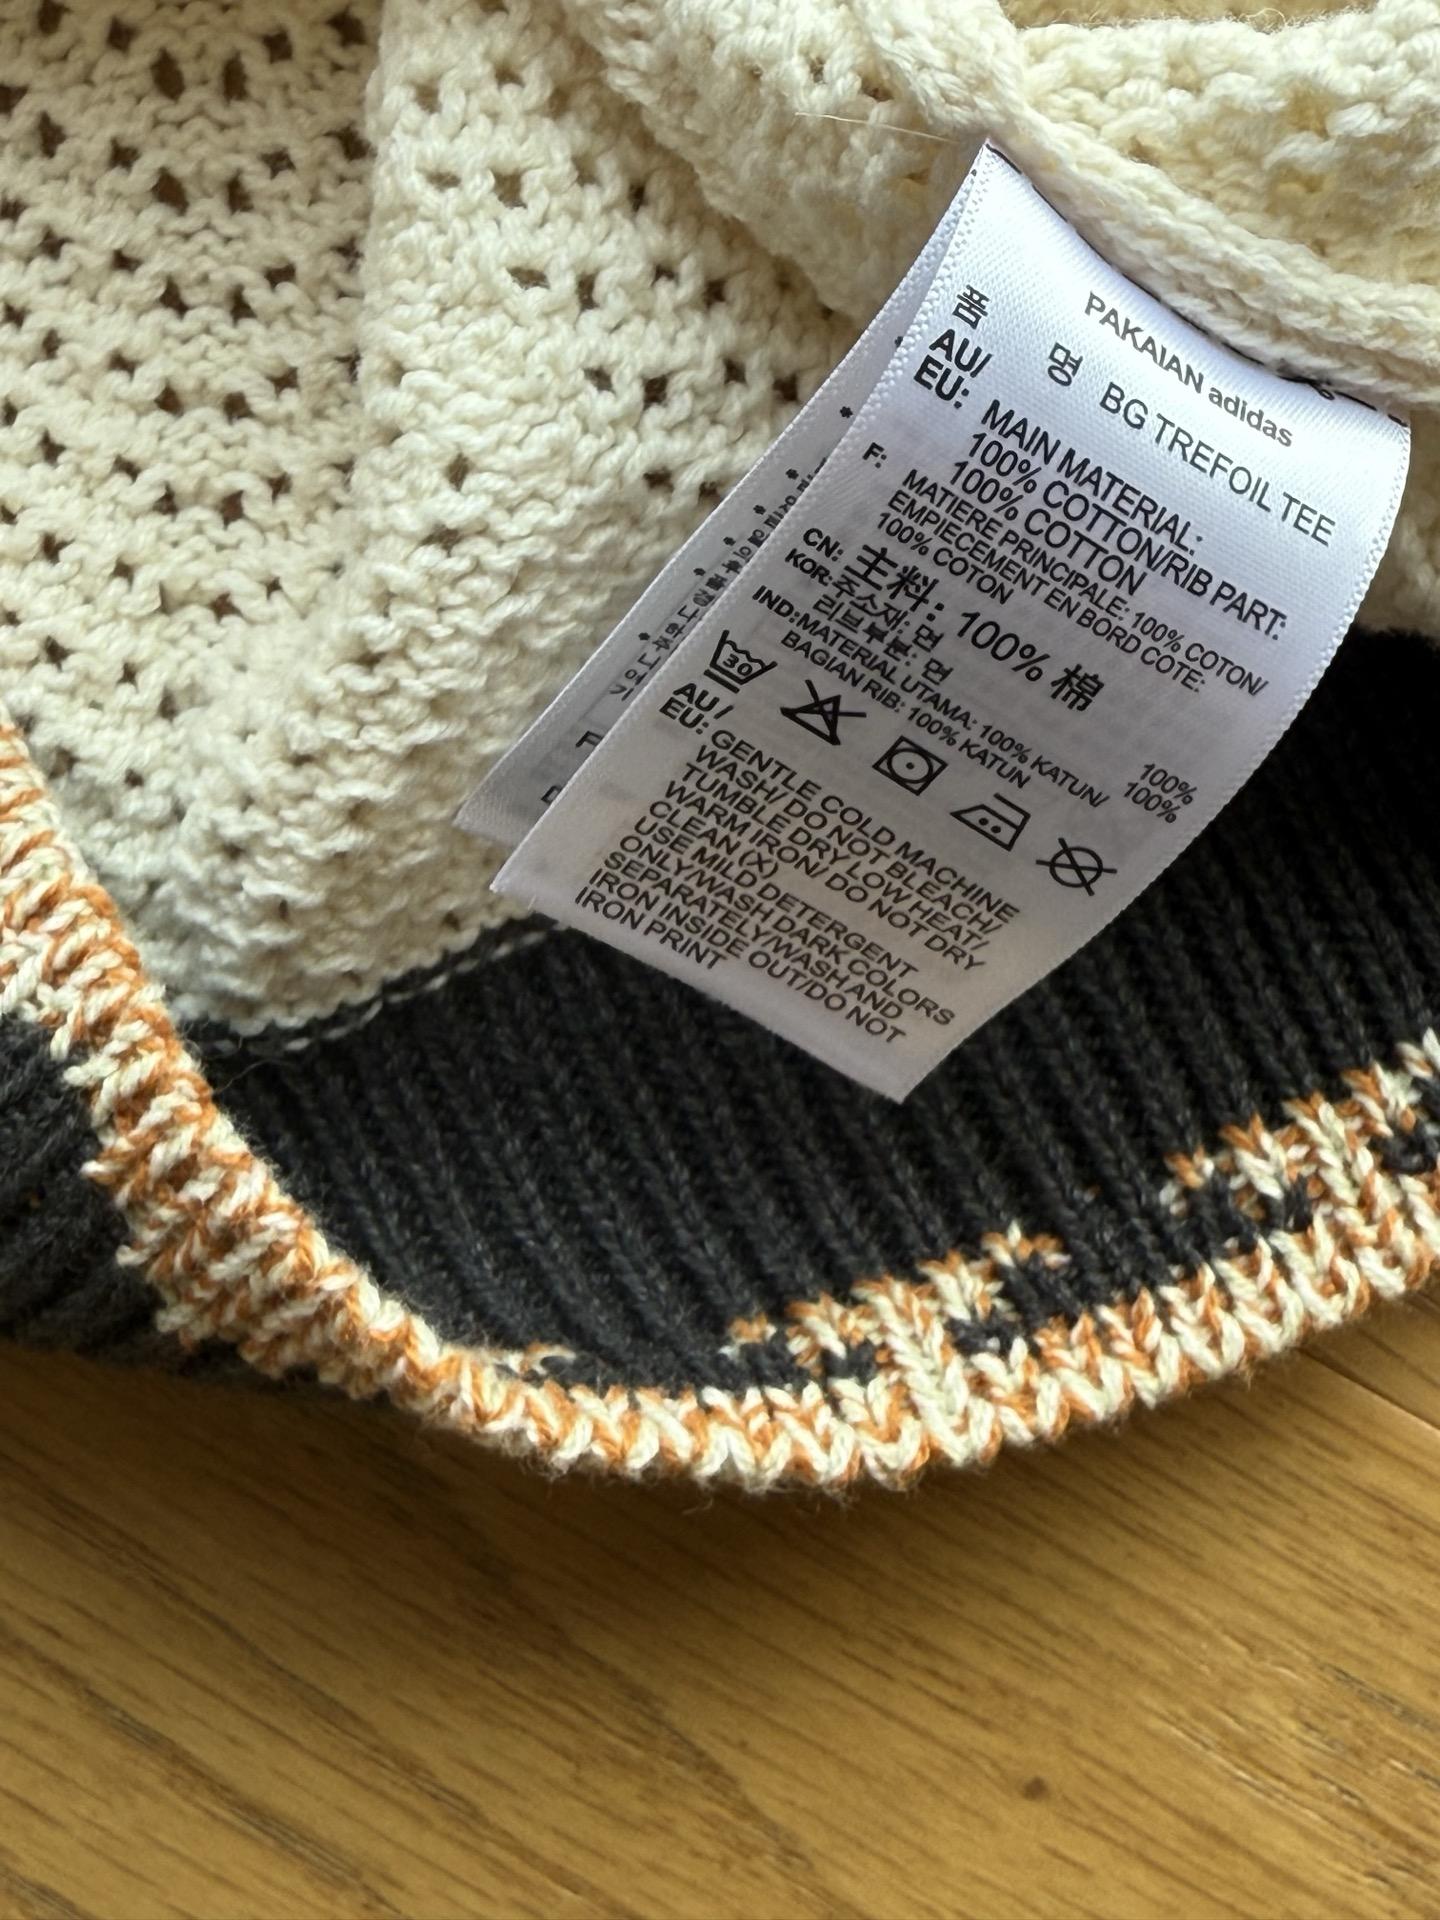 PAKAIAN adidas
품 명 BG TREFOIL TEE
AU/
EU: MAIN MATERIAL:
100% COTTON/RIB PART:
100% COTTON
F: MATIERE PRINCIPALE: 100% COTON/
EMPIECEMENT EN BORD COTE:
100% COTON
CN: 主料: 100% 棉
KOR: 주소재: 면 100%
리브부분: 면 100%
IND: MATERIAL UTAMA: 100% KATUN/
BAGIAN RIB: 100% KATUN
30
AU/
EU: GENTLE COLD MACHINE
WASH/ DO NOT BLEACH/
TUMBLE DRY LOW HEAT/
WARM IRON/ DO NOT DRY
CLEAN (X)
USE MILD DETERGENT
ONLY/WASH DARK COLORS
SEPARATELY/WASH AND
IRON INSIDE OUT/DO NOT
IRON PRINT